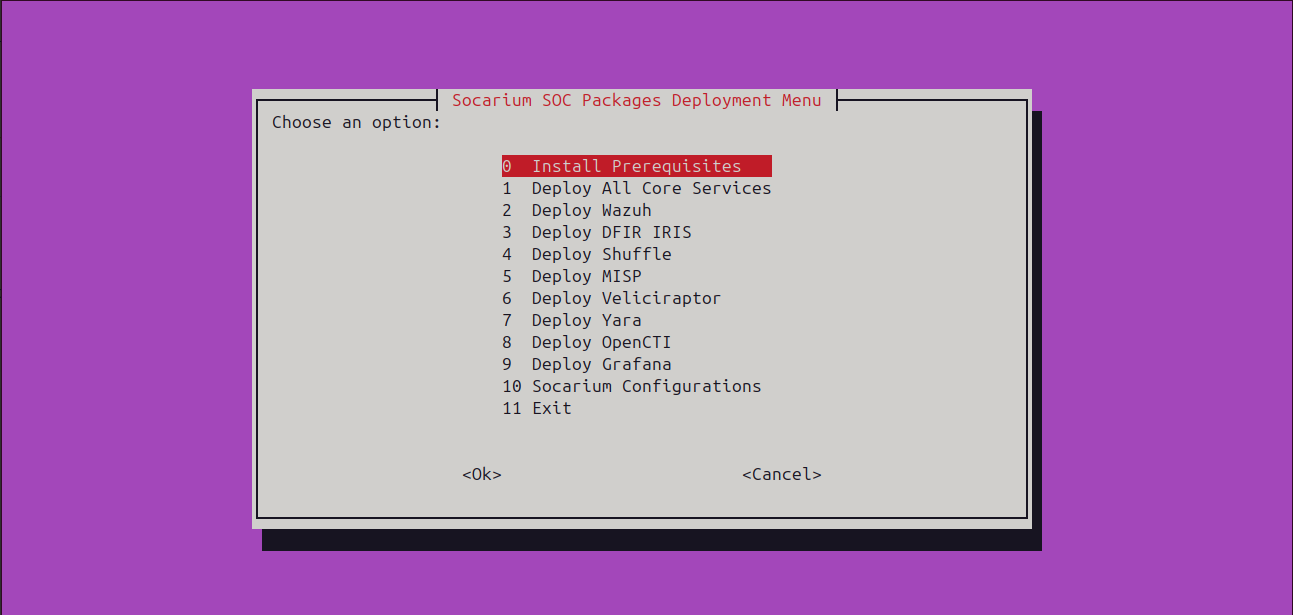 Socarium SOC Packages Deployment Menu
Choose an option:
0 Install Prerequisites
1 Deploy All Core Services
2 Deploy Wazuh
3 Deploy DFIR IRIS
4 Deploy Shuffle
5 Deploy MISP
6 Deploy Veliciraptor
7 Deploy Yara
8 Deploy OpenCTI
9 Deploy Grafana
10 Socarium Configurations
11 Exit
<Ok> <Cancel>